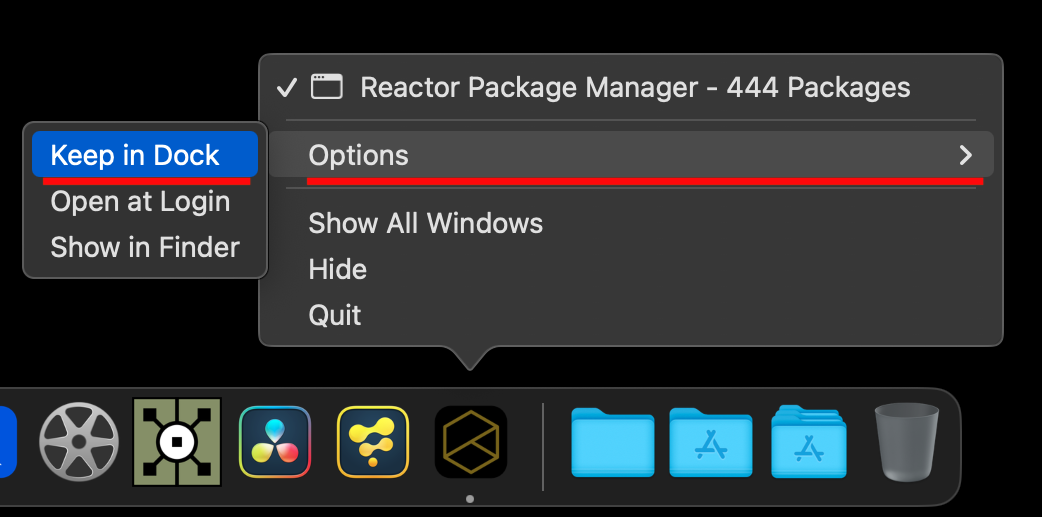 Reactor Package Manager - 444 Packages
Options
Keep in Dock
Open at Login
Show in Finder
Show All Windows
Hide
Quit